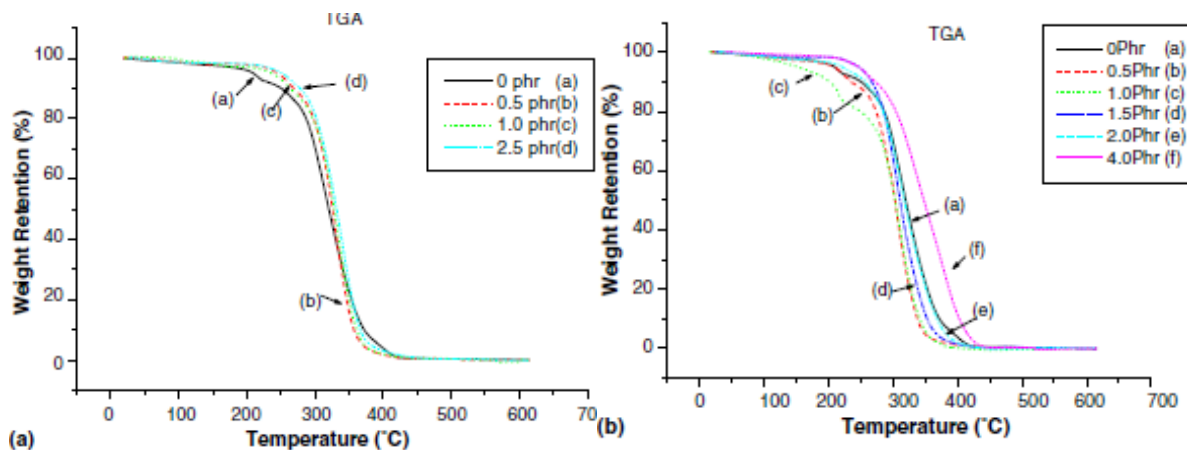 TGA
100
80
60
40
20
0
Weight Retention (%)
0 phr (a)
0.5 phr(b)
1.0 phr(c)
2.5 phr(d)
(a)
(c)
(d)
(b)
0 100 200 300 400 500 600 70
Temperature (°C)
(a)
TGA
100
80
60
40
20
0
Weight Retention (%)
0Phr (a)
0.5Phr (b)
1.0Phr (c)
1.5Phr (d)
2.0Phr (e)
4.0Phr (f)
(c)
(b)
(a)
(f)
(d)
(e)
0 100 200 300 400 500 600 700
Temperature (°C)
(b)